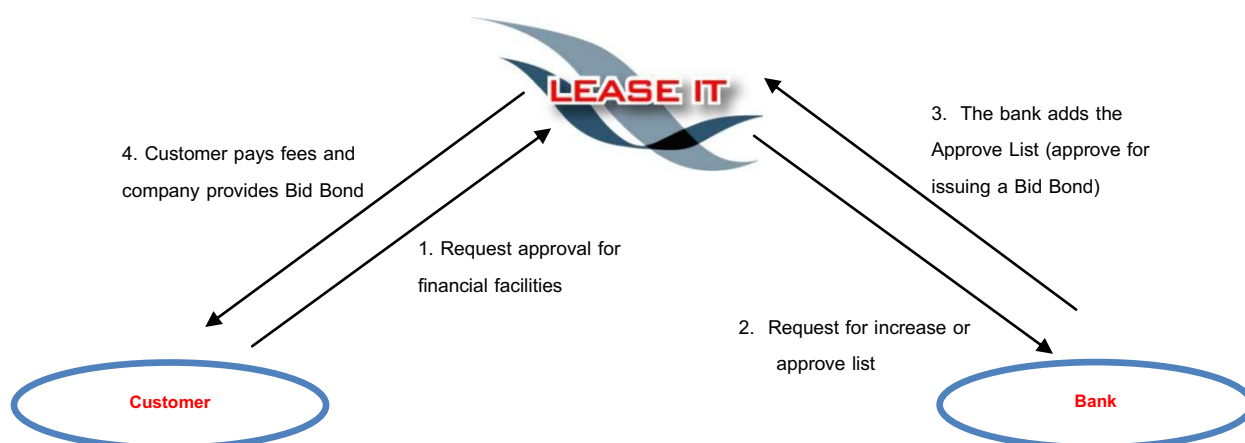 LEASE IT
3. The bank adds the
Approve List (approve for
issuing a Bid Bond)
4. Customer pays fees and
company provides Bid Bond
1. Request approval for
financial facilities
2. Request for increase or
approve list
Customer
Bank